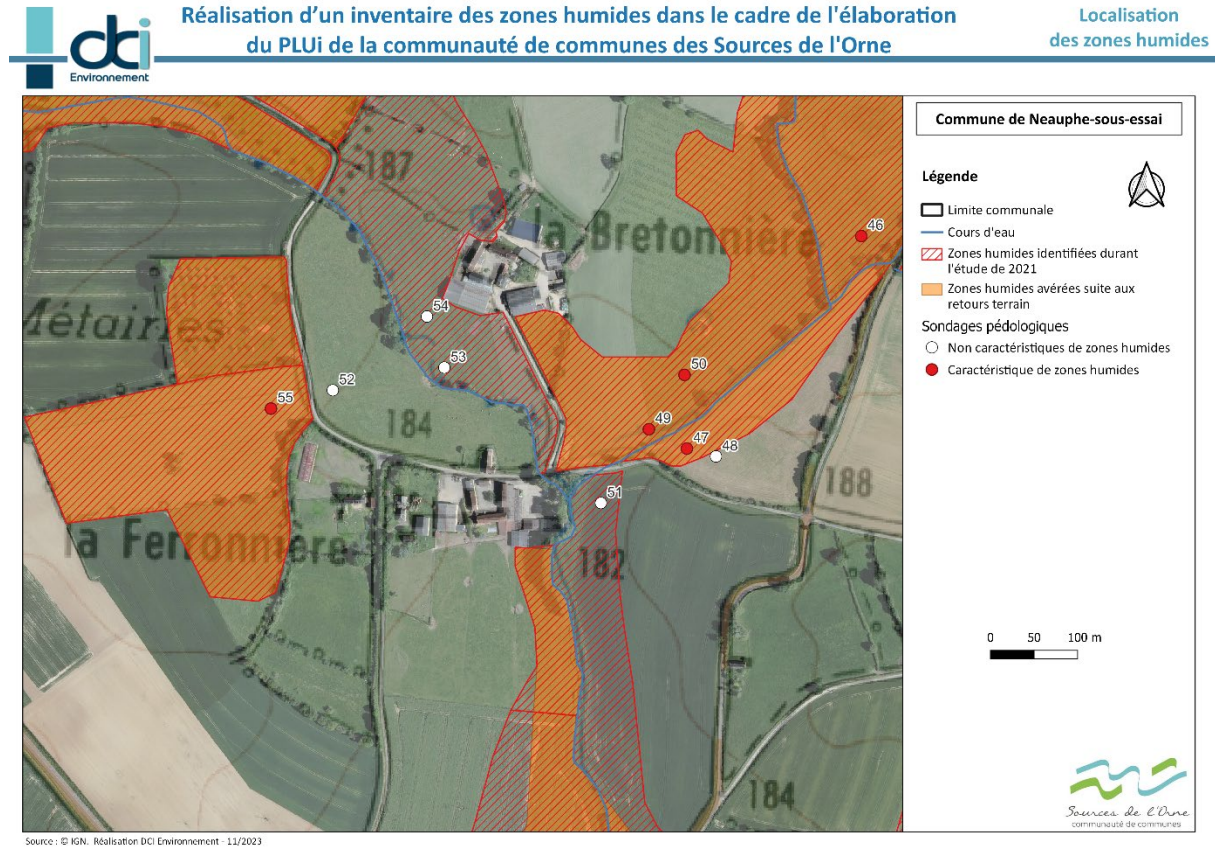 Réalisation d’un inventaire des zones humides dans le cadre de l'élaboration
du PLUi de la communauté de communes des Sources de l'Orne
Localisation
des zones humides
dci
Environnement
Commune de Neauphe-sous-essai
Légende
Limite communale
Cours d'eau
Zones humides identifiées durant
l'étude de 2021
Zones humides avérées suite aux
retours terrain
Sondages pédologiques
Non caractéristiques de zones humides
Caractéristique de zones humides
187
la Bretonnière
46
54
Métairies
53
52
50
55
184
49
47
48
188
51
la Ferronnière
182
184
0 50 100 m
Sources de l'Orne
communauté de communes
Source : © IGN. Réalisation DCI Environnement - 11/2023